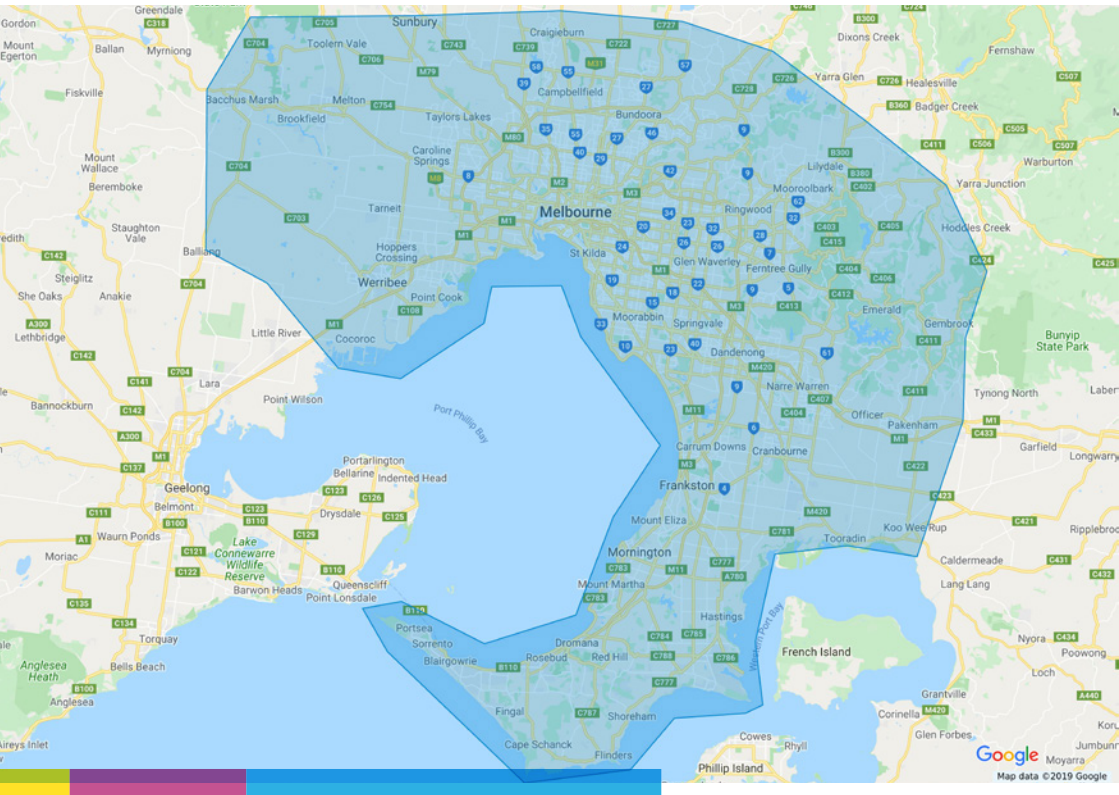 Greendale
C705
Sunbury
C727
C746
C724
Gordon
C318
B300
Dixons Creek
Craigieburn
Mount
Egerton
Ballan
Myrniong
C704
Toolern Vale
C743
C739
C722
Fernshaw
C706
M79
58
55
M31
57
39
27
C507
Fiskville
Campbellfield
C726
Yarra Glen
C726
Healesville
C728
Bacchus Marsh
Melton
C754
B360
Badger Creek
Brookfield
Taylors Lakes
Bundoora
M80
35
55
27
46
9
C505
C411
C506
C507
Caroline
Springs
40
29
B300
Mount
Wallace
C704
Lilydale
Warburton
M8
8
42
9
B380
Beremboke
M2
M3
Mooroolbark
C402
Yarra Junction
62
Tarneit
Melbourne
34
Ringwood
32
C703
M1
23
20
32
C403
C405
Hoddles Creek
Staughton
Vale
M1
28
C415
edith
Hoppers
Crossing
24
26
26
7
Balliang
C142
St Kilda
Glen Waverley
C424
C425
M1
Ferntree Gully
C404
Steiglitz
C704
Werribee
19
22
9
5
C406
She Oaks
Anakie
Point Cook
18
C412
15
M3
C413
C108
Moorabbin
Emerald
A300
M1
33
Springvale
Gembrook
Lethbridge
Little River
Cocoroc
10
23
40
Dandenong
61
C411
Bunyip
State Park
C142
M420
C704
Lara
C141
9
Narre Warren
C411
Tynong North
Bannockburn
Point Wilson
C407
C142
Port Phillip Bay
M11
C404
Officer
M1
Pakenham
A300
6
C433
M1
Carrum Downs
Cranbourne
Garfield
M1
Longwarry
C137
Portarlington
M3
C422
Bellarine
Indented Head
Geelong
C123
Frankston
4
C423
C126
Belmont
C123
Drysdale
M420
C111
B100
B110
C125
Mount Eliza
C421
C781
Koo Wee Rup
Ripplebroo
A1
Waurn Ponds
C129
Tooradin
Lake
Connewarre
Wildlife
Reserve
Moriac
C121
Mornington
C777
Caldermeade
C431
C122
B110
C783
M11
A780
C432
Queenscliff
Mount Martha
Lang Lang
Barwon Heads
Point Lonsdale
C783
C135
Hastings
Western Port Bay
C134
Portsea
Torquay
Sorrento
Dromana
C784
C785
Nyora
C434
French Island
Poowong
Anglesea
Heath
Bells Beach
Blairgowrie
Rosebud
Red Hill
C788
C786
B110
Loch
B100
C777
Anglesea
Grantville
A440
Fingal
C787
Shoreham
Corinella
M420
Aireys Inlet
Cowes
Glen Forbes
Cape Schanck
Rhyll
Flinders
Google
Moyarra
Phillip Island
Map data ©2019 Google